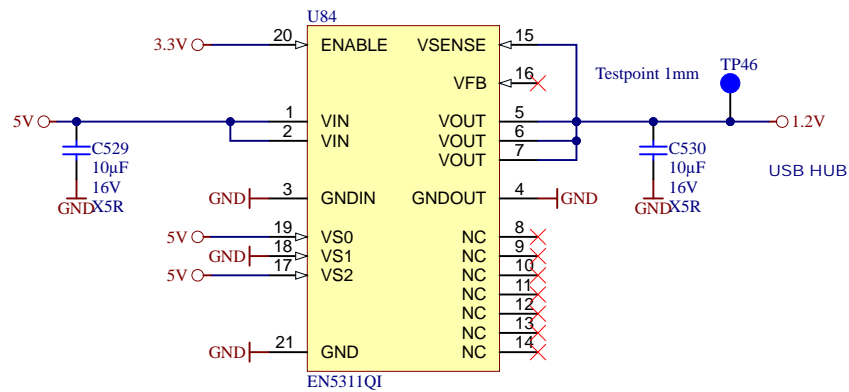 U84
3.3V 20 ENABLE VSENSE 15
VFB 16 Testpoint 1mm TP46
5V 1 VIN VOUT 5 1.2V
2 VIN VOUT 6
VOUT 7
C529
10µF
16V
X5R
GND
C530
10µF
16V
X5R
GND
USB HUB
GND 3 GNDIN GNDOUT 4 GND
5V 19 VS0 NC 8
GND 18 VS1 NC 9
5V 17 VS2 NC 10
NC 11
NC 12
NC 13
GND 21 GND NC 14
EN5311QI